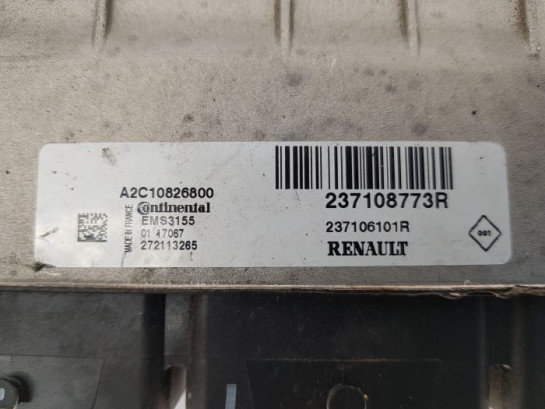 A2C10826800
Continental
EMS3155
01 47067
272113265
MADE IN FRANCE
237108773R
237106101R
RENAULT
001